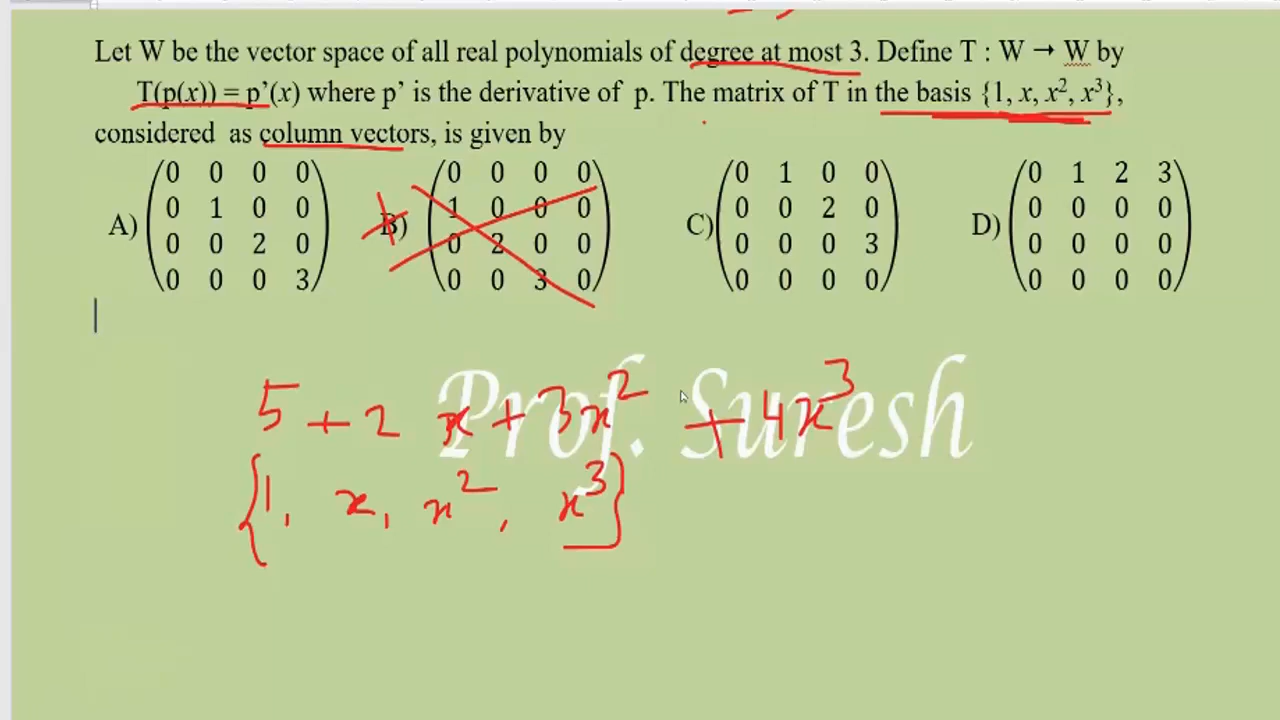 Let W be the vector space of all real polynomials of degree at most 3. Define T : W → W by
T(p(x)) = p’(x) where p’ is the derivative of p. The matrix of T in the basis {1, x, x², x³},
considered as column vectors, is given by
A) (0 0 0 0 B) (0 0 0 0 C) (0 1 0 0 D) (0 1 2 3
0 1 0 0 1 0 0 0 0 0 2 0 0 0 0 0
0 0 2 0 0 2 0 0 0 0 0 3 0 0 0 0
0 0 0 3) 0 0 3 0) 0 0 0 0) 0 0 0 0)
5 + 2 x + 3x² + 4x³
Prof. Suresh
{1, x, x², x³}